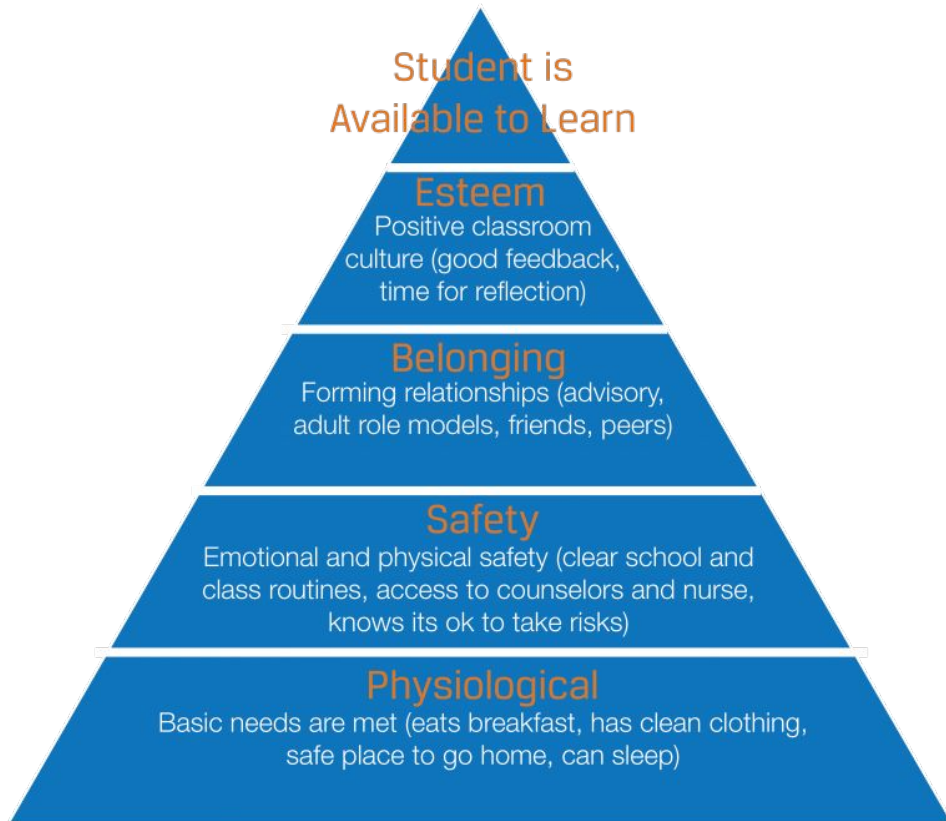 Student is
Available to Learn
Esteem
Positive classroom
culture (good feedback,
time for reflection)
Belonging
Forming relationships (advisory,
adult role models, friends, peers)
Safety
Emotional and physical safety (clear school and
class routines, access to counselors and nurse,
knows its ok to take risks)
Physiological
Basic needs are met (eats breakfast, has clean clothing,
safe place to go home, can sleep)